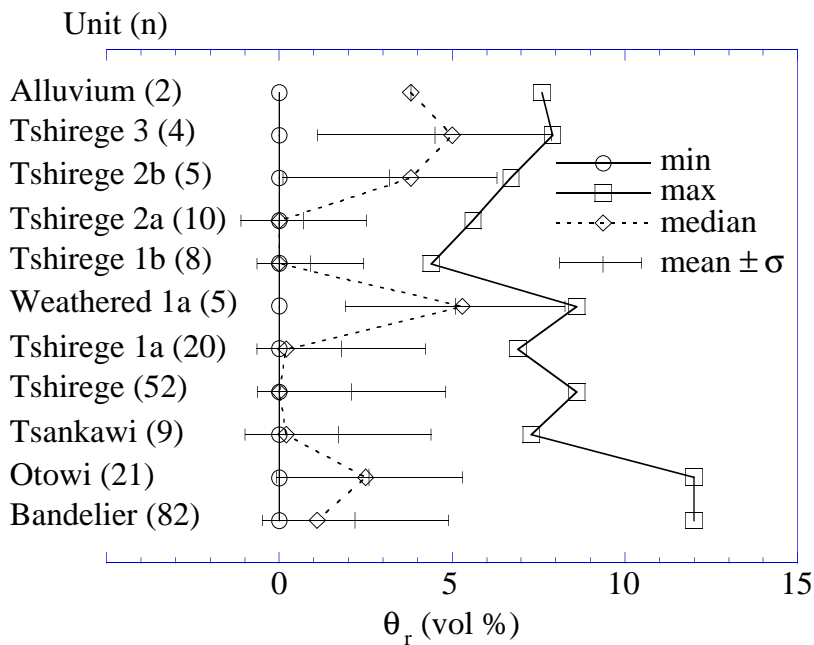 Unit (n)
Alluvium (2)
Tshirege 3 (4)
Tshirege 2b (5)
Tshirege 2a (10)
Tshirege 1b (8)
Weathered 1a (5)
Tshirege 1a (20)
Tshirege (52)
Tsankawi (9)
Otowi (21)
Bandelier (82)
min
max
median
mean ± σ
0 5 10 15
θr (vol %)